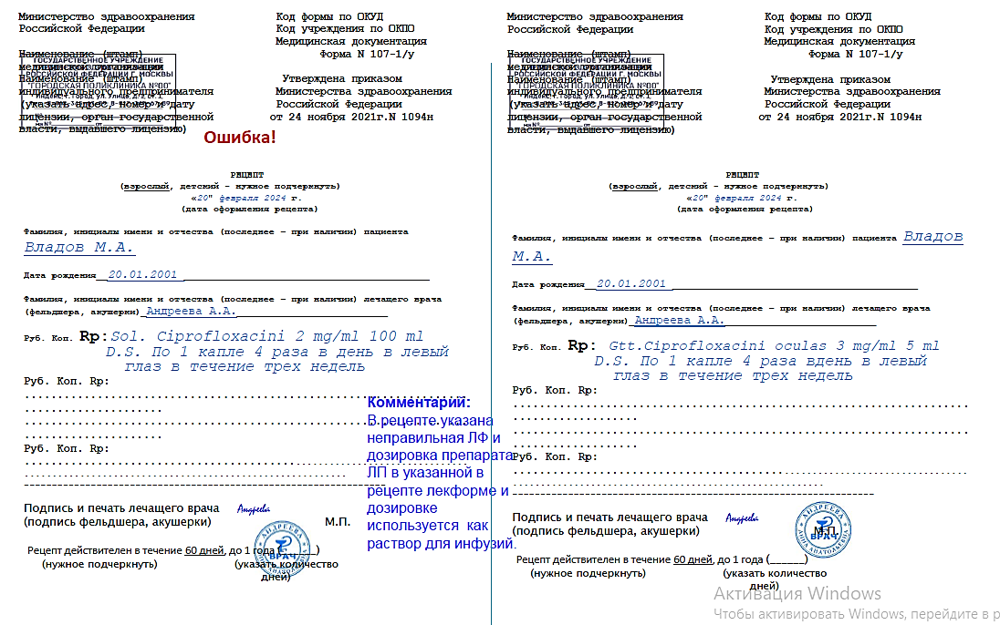 Министерство здравоохранения
Российской Федерации
Код формы по ОКУД
Код учреждения по ОКПО
Медицинская документация
Форма N 107-1/у
Наименование (штамп)
медицинской организации
Наименование (штамп)
индивидуального предпринимателя
(указать адрес, номер и дату
лицензии, орган государственной
власти, выдавшего лицензию)
ГОСУДАРСТВЕННОЕ УЧРЕЖДЕНИЕ
РОССИЙСКОЙ ФЕДЕРАЦИИ Г. МОСКВЫ
"ГОРОДСКАЯ ПОЛИКЛИНИКА №00"
Утверждена приказом
Министерства здравоохранения
Российской Федерации
от 24 ноября 2021г.N 1094н
Ошибка!
РЕЦЕПТ
(взрослый, детский - нужное подчеркнуть)
«20" февраля 2024 г.
(дата оформления рецепта)
Фамилия, инициалы имени и отчества (последнее - при наличии) пациента
Владов М.А.
Дата рождения 20.01.2001
Фамилия, инициалы имени и отчества (последнее - при наличии) лечащего врача
(фельдшера, акушерки) Андреева А.А.
Руб. Коп. Rp:Sol. Ciprofloxacini 2 mg/ml 100 ml
D.S. По 1 капле 4 раза в день в левый
глаз в течение трех недель
Руб. Коп. Rp:
Руб. Коп. Rp:
Комментарий:
В рецепте указана
неправильная ЛФ и
дозировка препарата.
ЛП в указанной в
рецепте лекформе и
дозировке
используется как
раствор для инфузий.
Подпись и печать лечащего врача Андреева
(подпись фельдшера, акушерки)
М.П.
АНДРЕЕВА
ВРАЧ
АННА АНАТОЛЬЕВНА
Рецепт действителен в течение 60 дней, до 1 года (______)
(нужное подчеркнуть)
(указать количество
дней)
Министерство здравоохранения
Российской Федерации
Код формы по ОКУД
Код учреждения по ОКПО
Медицинская документация
Форма N 107-1/у
Наименование (штамп)
медицинской организации
Наименование (штамп)
индивидуального предпринимателя
(указать адрес, номер и дату
лицензии, орган государственной
власти, выдавшего лицензию)
ГОСУДАРСТВЕННОЕ УЧРЕЖДЕНИЕ
РОССИЙСКОЙ ФЕДЕРАЦИИ Г. МОСКВЫ
"ГОРОДСКАЯ ПОЛИКЛИНИКА №00"
Утверждена приказом
Министерства здравоохранения
Российской Федерации
от 24 ноября 2021г.N 1094н
РЕЦЕПТ
(взрослый, детский - нужное подчеркнуть)
«20" февраля 2024 г.
(дата оформления рецепта)
Фамилия, инициалы имени и отчества (последнее - при наличии) пациента Владов
М.А.
Дата рождения 20.01.2001
Фамилия, инициалы имени и отчества (последнее - при наличии) лечащего врача
(фельдшера, акушерки) Андреева А.А.
Руб. Коп. Rp: Gtt.Ciprofloxacini oculas 3 mg/ml 5 ml
D.S. По 1 капле 4 раза вдень в левый
глаз в течение трех недель
Руб. Коп. Rp:
Руб. Коп. Rp:
Подпись и печать лечащего врача Андреева
(подпись фельдшера, акушерки)
М.П.
АНДРЕЕВА
ВРАЧ
АННА АНАТОЛЬЕВНА
Рецепт действителен в течение 60 дней, до 1 года (______)
(нужное подчеркнуть)
(указать количество
дней)
Активация Windows
Чтобы активировать Windows, перейдите в р